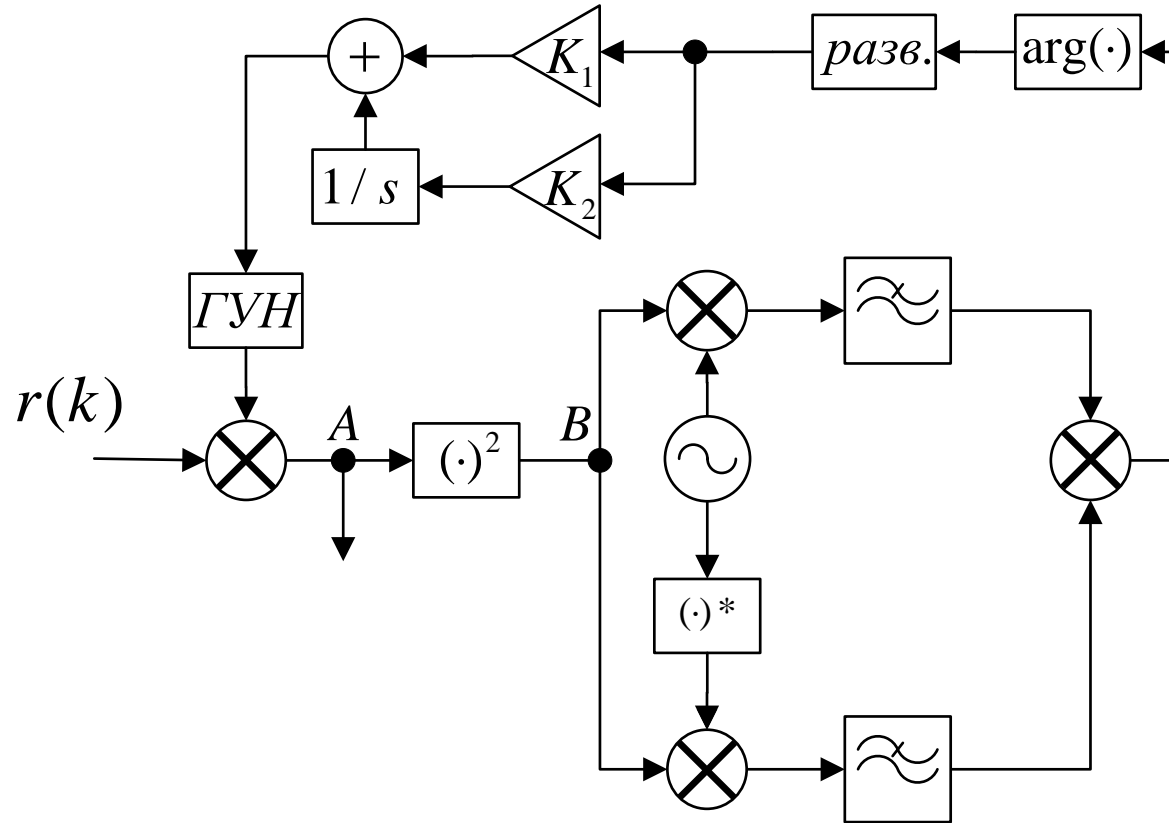 +
K₁
разв.
arg(·)
1 / s
K₂
ГУН
r(k)
A
(·)²
B
(·)*